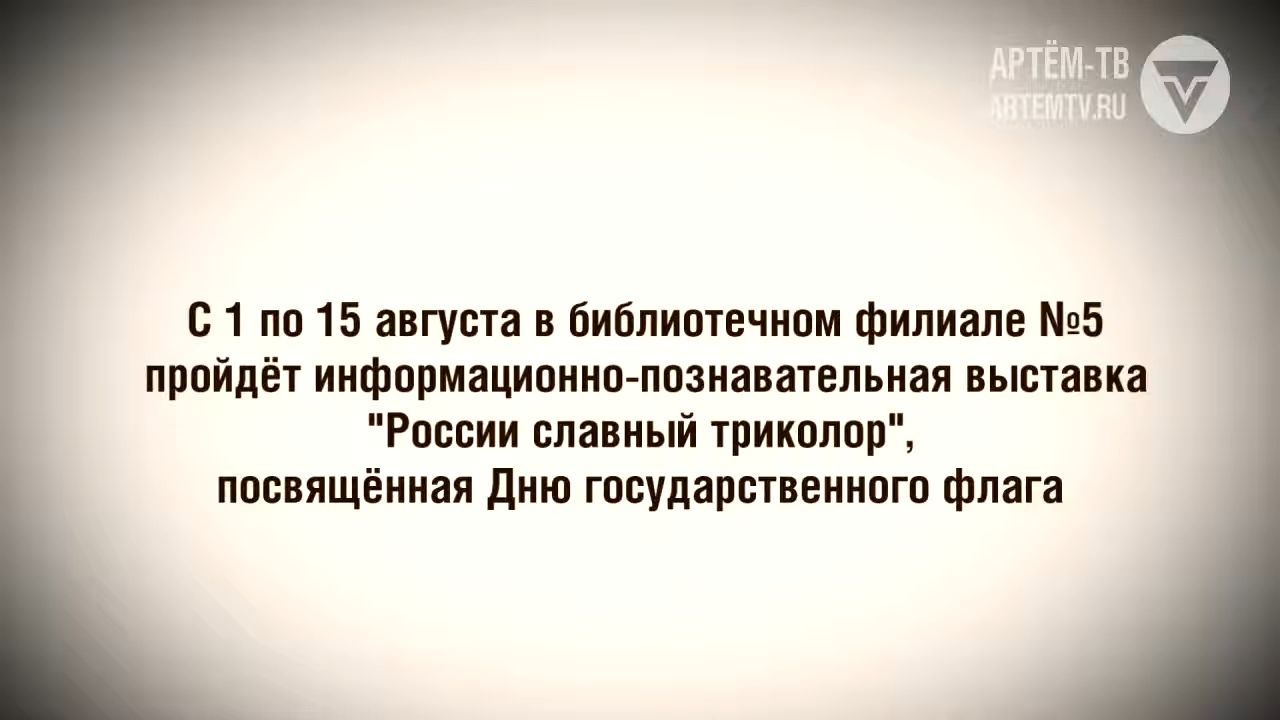 АРТЁМ-ТВ
ARTEMTV.RU
С 1 по 15 августа в библиотечном филиале №5
пройдёт информационно-познавательная выставка
"России славный триколор",
посвящённая Дню государственного флага